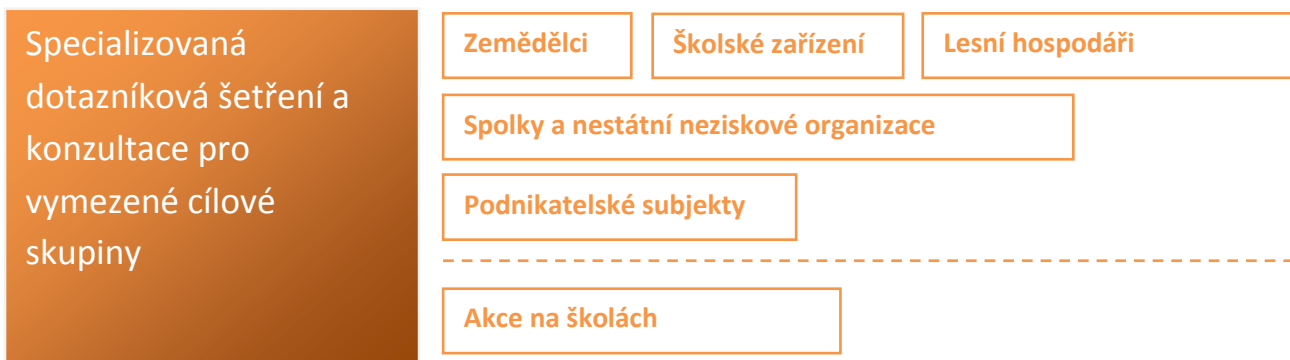 Specializovaná
dotazníková šetření a
konzultace pro
vymezené cílové
skupiny
Zemědělci
Školské zařízení
Lesní hospodáři
Spolky a nestátní neziskové organizace
Podnikatelské subjekty
Akce na školách